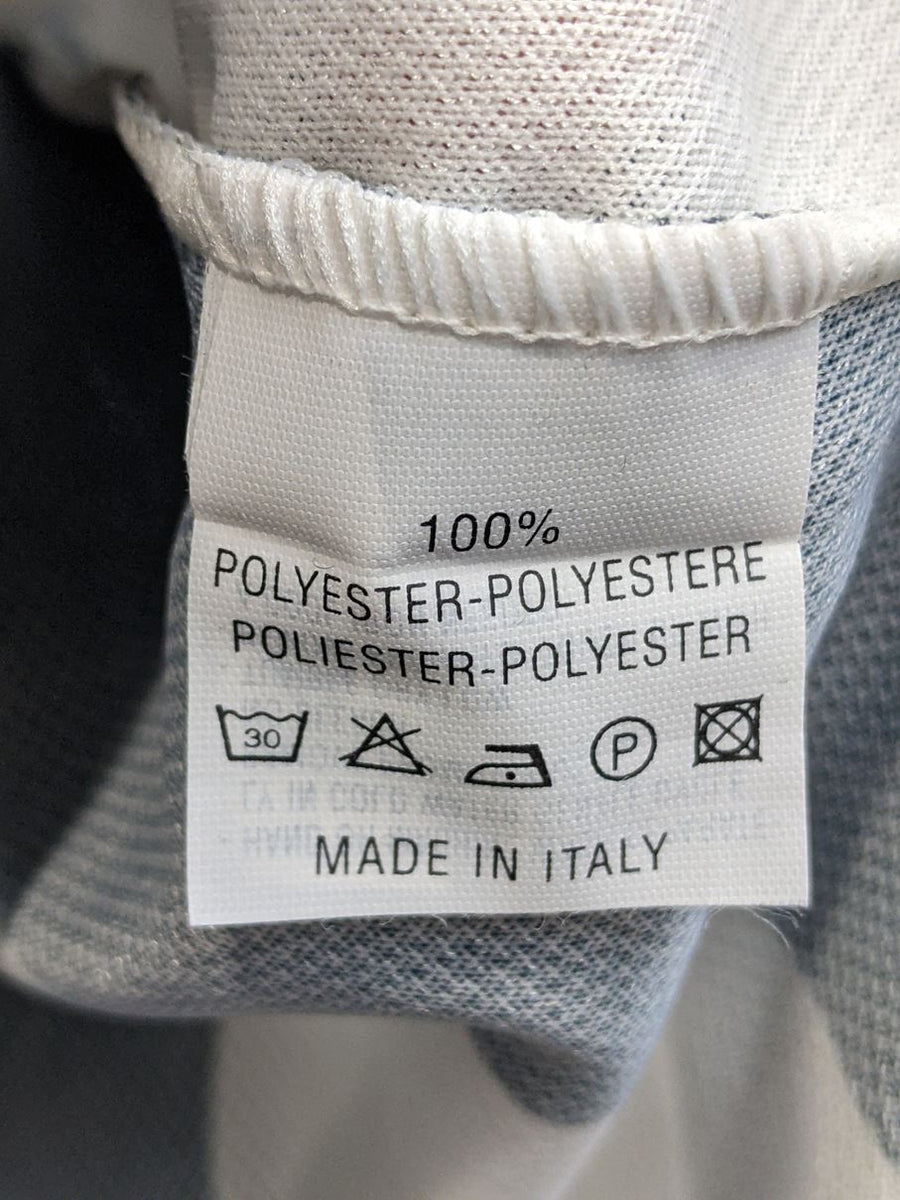 100%
POLYESTER-POLYESTERE
POLIESTER-POLYESTER
30
P
MADE IN ITALY